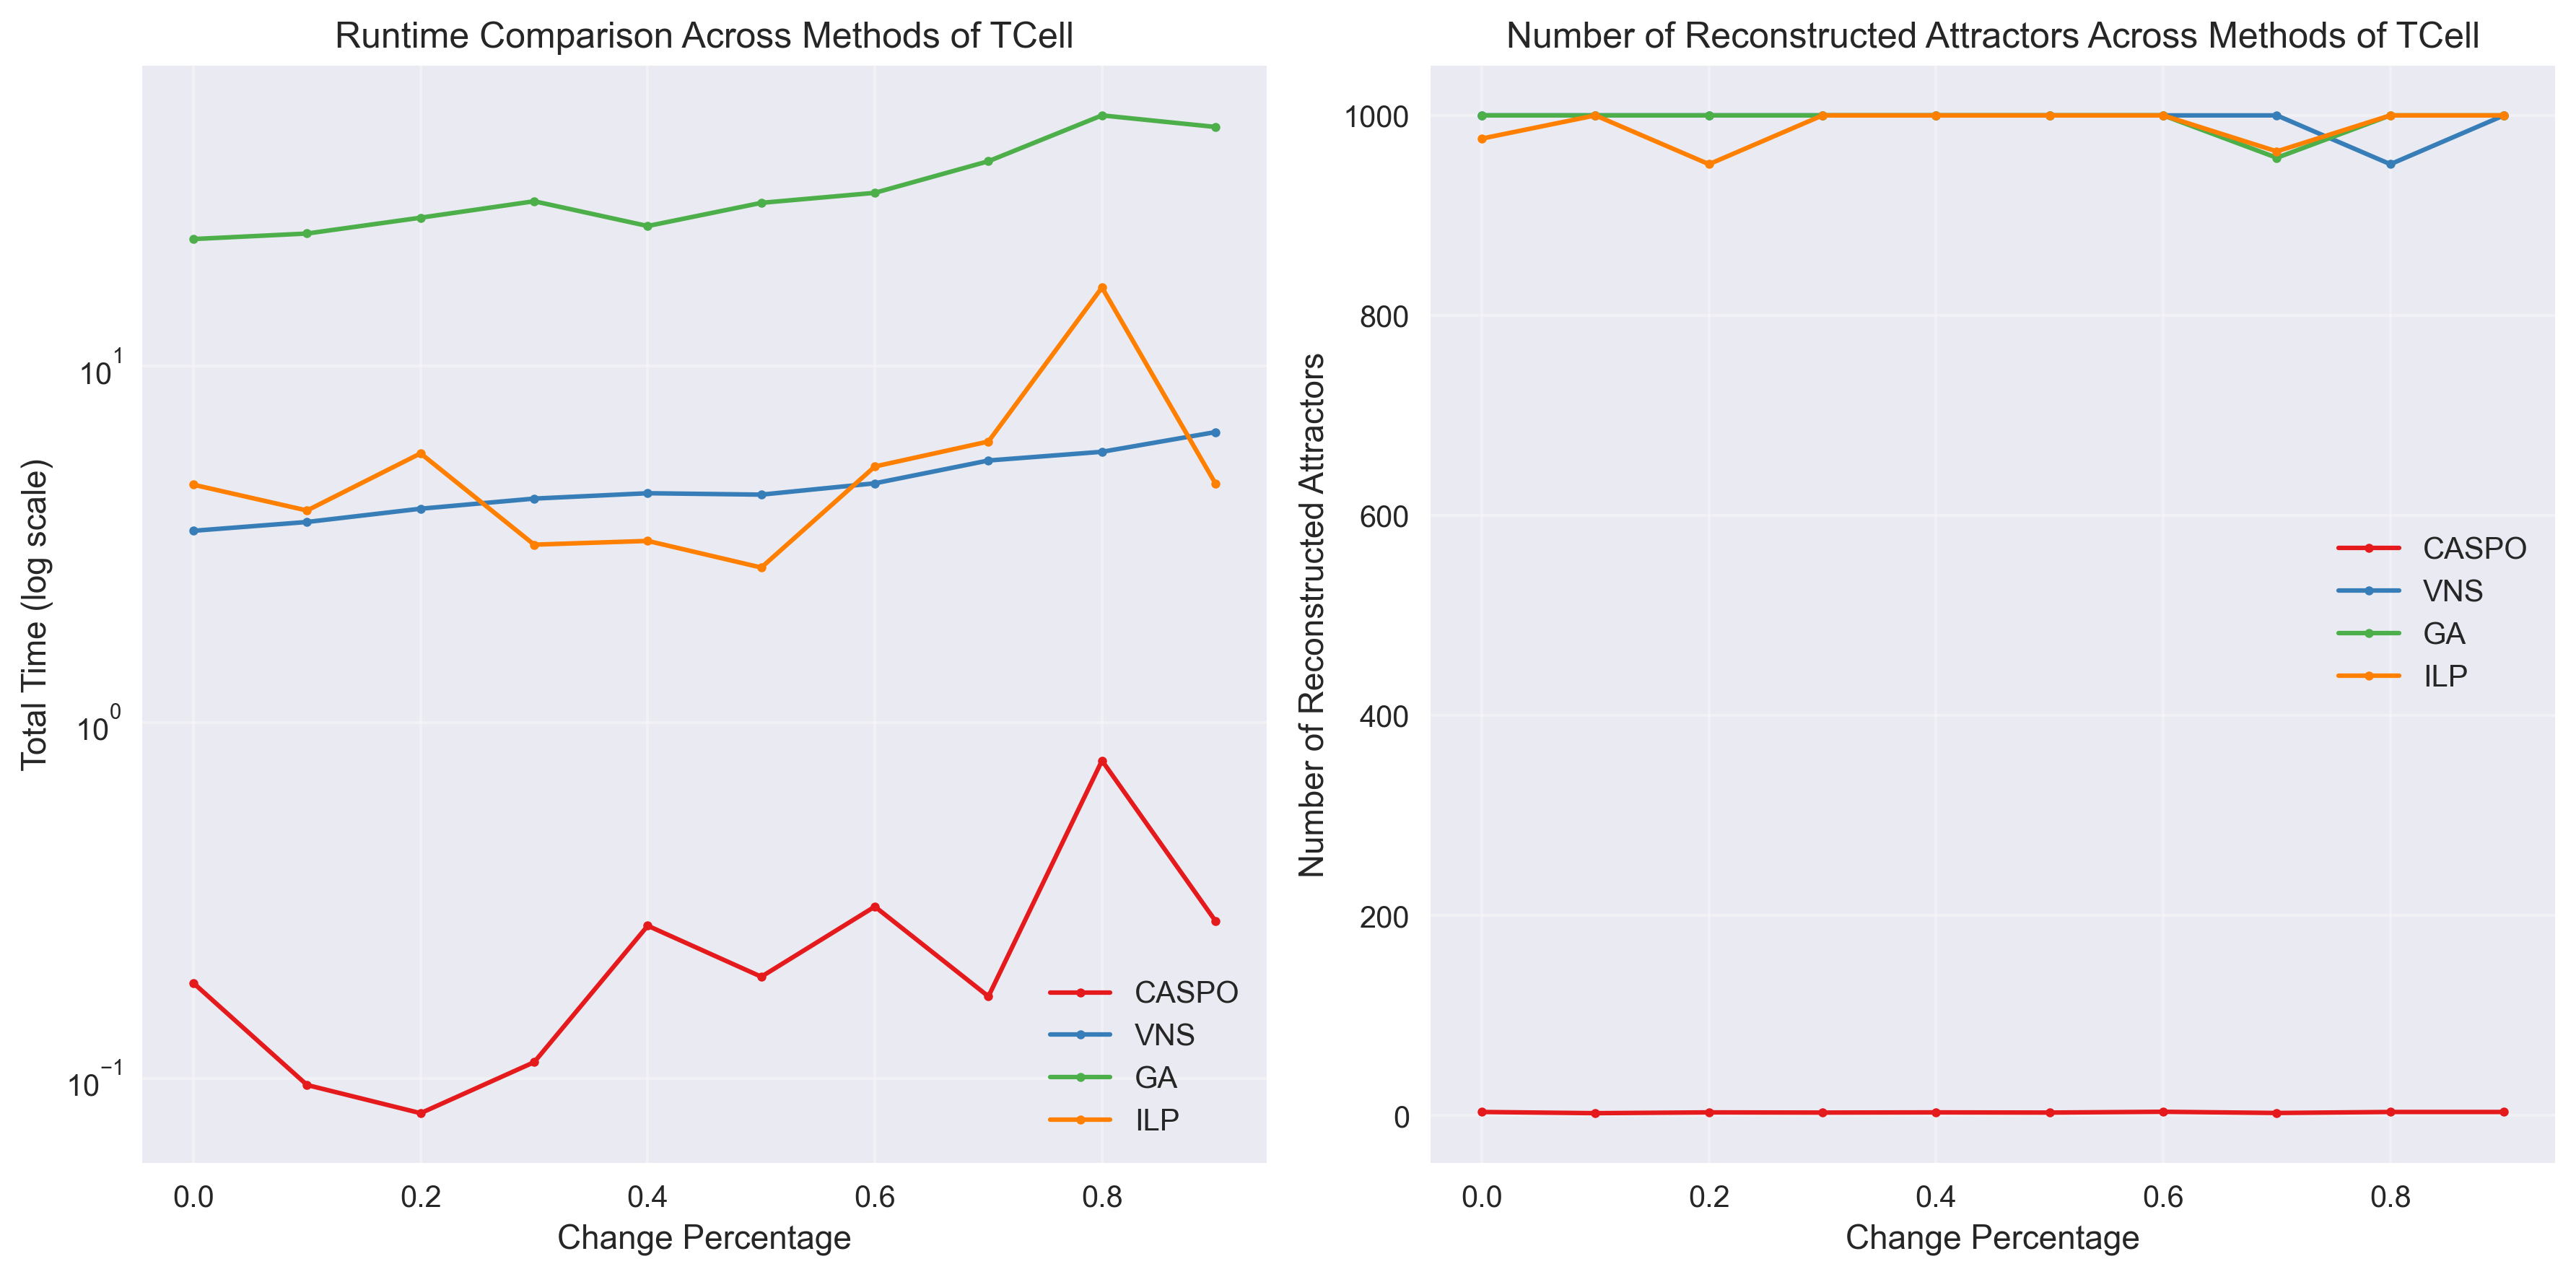 Runtime Comparison Across Methods of TCell
Total Time (log scale)
10^1
10^0
10^−1
CASPO
VNS
GA
ILP
0.0 0.2 0.4 0.6 0.8
Change Percentage
Number of Reconstructed Attractors Across Methods of TCell
Number of Reconstructed Attractors
1000
800
600
400
200
0
CASPO
VNS
GA
ILP
0.0 0.2 0.4 0.6 0.8
Change Percentage